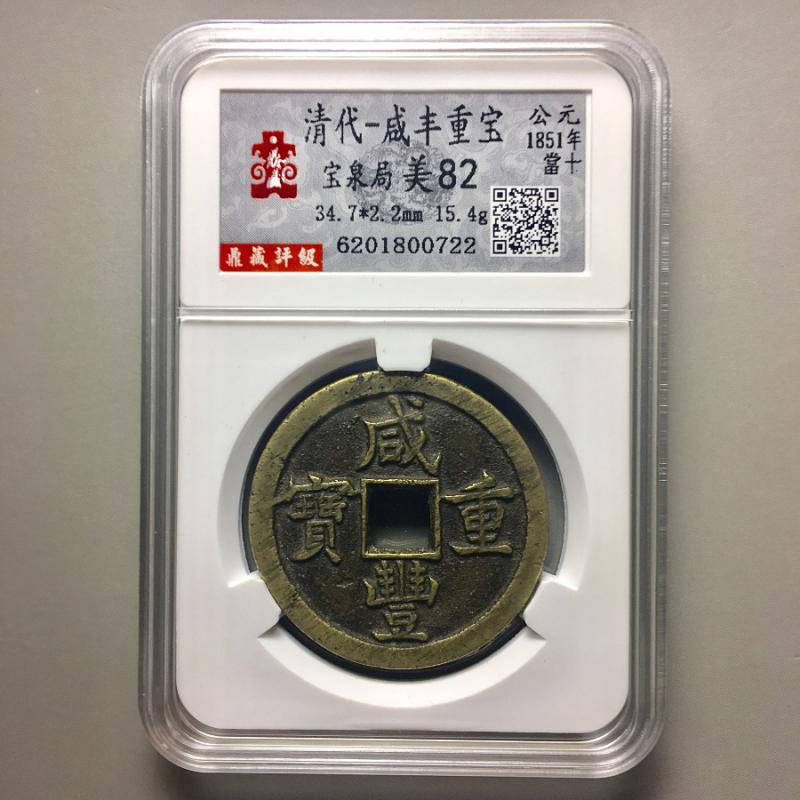 清代-咸丰重宝
公元
1851年
當十
宝泉局 美82
34.7*2.2mm 15.4g
6201800722
鼎藏評級
咸
豐
重
寶